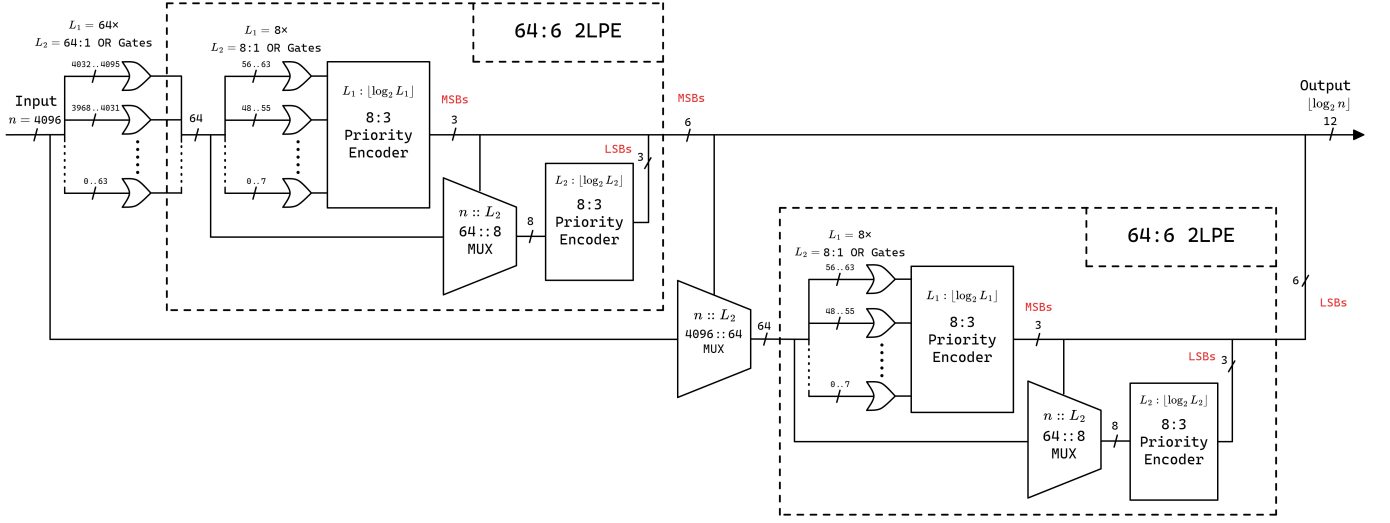 L₁ = 64×
L₂ = 64:1 OR Gates
Input
n = 4096
4032..4095
3968..4031
0..63
64
64:6 2LPE
L₁ = 8×
L₂ = 8:1 OR Gates
56..63
48..55
0..7
L₁ : ⌊log₂ L₁⌋
8:3
Priority
Encoder
MSBs
3
n :: L₂
64::8
MUX
8
LSBs
3
L₂ : ⌊log₂ L₂⌋
8:3
Priority
Encoder
MSBs
6
Output
⌊log₂ n⌋
12
n :: L₂
4096::64
MUX
64
64:6 2LPE
L₁ = 8×
L₂ = 8:1 OR Gates
56..63
48..55
0..7
L₁ : ⌊log₂ L₁⌋
8:3
Priority
Encoder
MSBs
3
n :: L₂
64::8
MUX
8
LSBs
3
L₂ : ⌊log₂ L₂⌋
8:3
Priority
Encoder
6
LSBs